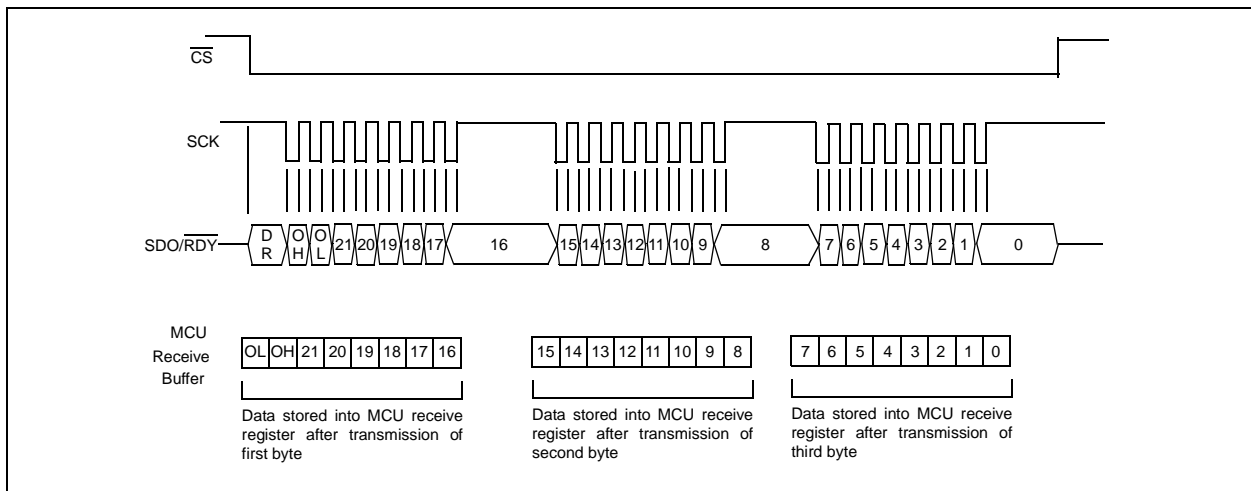 CS
SCK
SDO/RDY
DR OH OL 21 20 19 18 17 16 15 14 13 12 11 10 9 8 7 6 5 4 3 2 1 0
MCU
Receive
Buffer
OL OH 21 20 19 18 17 16
15 14 13 12 11 10 9 8
7 6 5 4 3 2 1 0
Data stored into MCU receive
register after transmission of
first byte
Data stored into MCU receive
register after transmission of
second byte
Data stored into MCU receive
register after transmission of
third byte